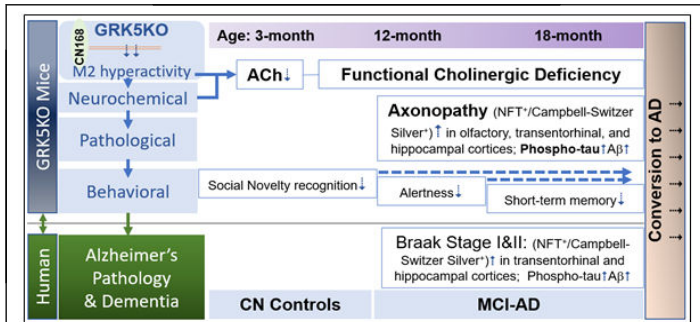 GRK5KO Mice
CN168
GRK5KO
↓↓
M2 hyperactivity
Neurochemical
Pathological
Behavioral
Age: 3-month 12-month 18-month
ACh↓
Functional Cholinergic Deficiency
Axonopathy (NFT⁺/Campbell-Switzer
Silver⁺)↑ in olfactory, transentorhinal, and
hippocampal cortices; Phospho-tau↑Aβ↑
Social Novelty recognition↓
Alertness↓
Short-term memory↓
Conversion to AD
Human
Alzheimer's
Pathology
& Dementia
Braak Stage I&II: (NFT⁺/Campbell-
Switzer Silver⁺)↑ in transentorhinal and
hippocampal cortices; Phospho-tau↑Aβ↑
CN Controls
MCI-AD